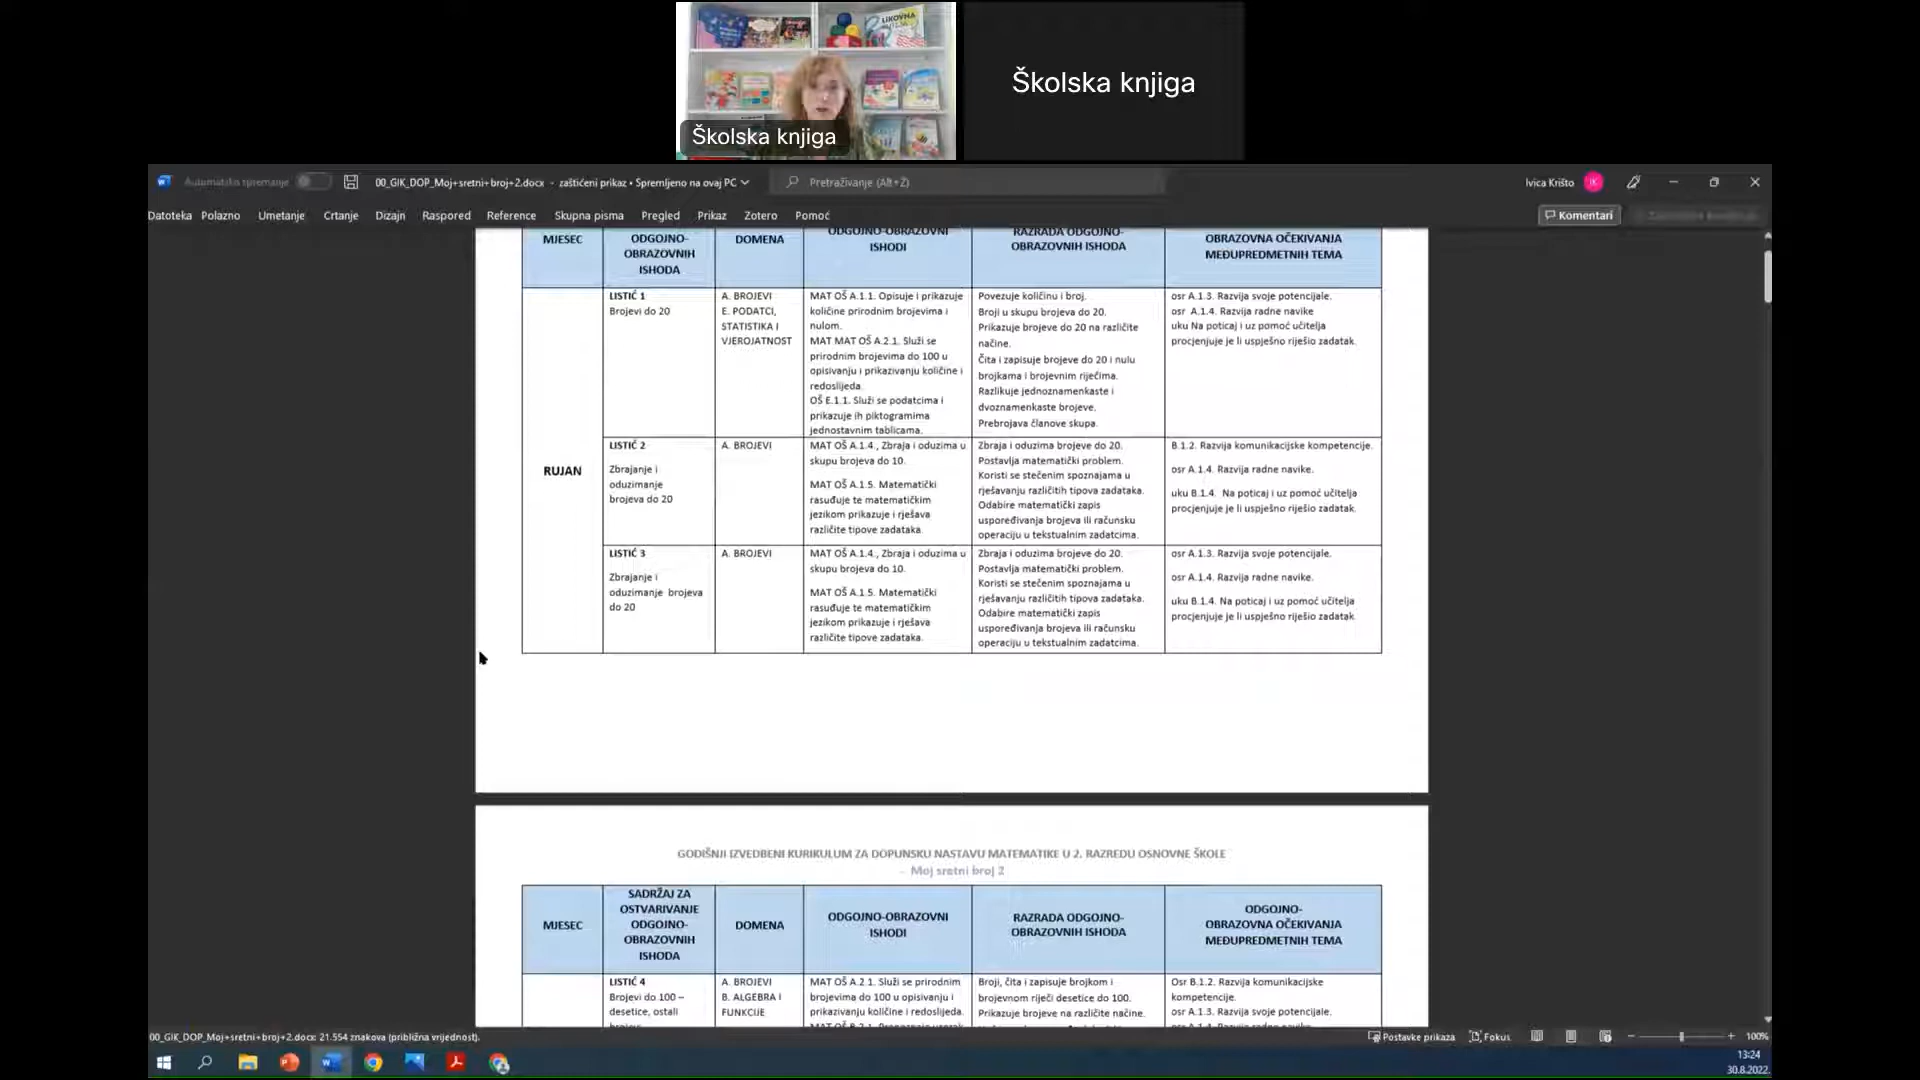 LIKOVNA
Školska knjiga
Školska knjiga
Automatsko spremanje
00_GIK_DOP_Moj+sretni+broj+2.docx - zaštićeni prikaz • Spremljeno na ovaj PC
Pretraživanje (Alt+Z)
Ivica Krišto
IK
Datoteka Polazno Umetanje Crtanje Dizajn Raspored Reference Skupna pisma Pregled Prikaz Zotero Pomoć
Komentari
MJESEC
ODGOJNO-
OBRAZOVNIH
ISHODA
DOMENA
ODGOJNO-OBRAZOVNI
ISHODI
RAZRADA ODGOJNO-
OBRAZOVNIH ISHODA
OBRAZOVNA OČEKIVANJA
MEĐUPREDMETNIH TEMA
RUJAN
LISTIĆ 1
Brojevi do 20
A. BROJEVI
E. PODATCI,
STATISTIKA I
VJEROJATNOST
MAT OŠ A.1.1. Opisuje i prikazuje
količine prirodnim brojevima i
nulom.
MAT MAT OŠ A.2.1. Služi se
prirodnim brojevima do 100 u
opisivanju i prikazivanju količine i
redoslijeda.
OŠ E.1.1. Služi se podatcima i
prikazuje ih piktogramima
jednostavnim tablicama.
Povezuje količinu i broj.
Broji u skupu brojeva do 20.
Prikazuje brojeve do 20 na različite
načine.
Čita i zapisuje brojeve do 20 i nulu
brojkama i brojevnim riječima.
Razlikuje jednoznamenkaste i
dvoznamenkaste brojeve.
Prebrojava članove skupa.
osr A.1.3. Razvija svoje potencijale.
osr A.1.4. Razvija radne navike
uku Na poticaj i uz pomoć učitelja
procjenjuje je li uspješno riješio zadatak.
LISTIĆ 2
Zbrajanje i
oduzimanje
brojeva do 20
A. BROJEVI
MAT OŠ A.1.4., Zbraja i oduzima u
skupu brojeva do 10.
MAT OŠ A.1.5. Matematički
rasuđuje te matematičkim
jezikom prikazuje i rješava
različite tipove zadataka.
Zbraja i oduzima brojeve do 20.
Postavlja matematički problem.
Koristi se stečenim spoznajama u
rješavanju različitih tipova zadataka.
Odabire matematički zapis
uspoređivanja brojeva ili računsku
operaciju u tekstualnim zadatcima.
B.1.2. Razvija komunikacijske kompetencije.
osr A.1.4. Razvija radne navike.
uku B.1.4. Na poticaj i uz pomoć učitelja
procjenjuje je li uspješno riješio zadatak.
LISTIĆ 3
Zbrajanje i
oduzimanje brojeva
do 20
A. BROJEVI
MAT OŠ A.1.4., Zbraja i oduzima u
skupu brojeva do 10.
MAT OŠ A.1.5. Matematički
rasuđuje te matematičkim
jezikom prikazuje i rješava
različite tipove zadataka.
Zbraja i oduzima brojeve do 20.
Postavlja matematički problem.
Koristi se stečenim spoznajama u
rješavanju različitih tipova zadataka.
Odabire matematički zapis
uspoređivanja brojeva ili računsku
operaciju u tekstualnim zadatcima.
osr A.1.3. Razvija svoje potencijale.
osr A.1.4. Razvija radne navike.
uku B.1.4. Na poticaj i uz pomoć učitelja
procjenjuje je li uspješno riješio zadatak
GODIŠNJI IZVEDBENI KURIKULUM ZA DOPUNSKU NASTAVU MATEMATIKE U 2. RAZREDU OSNOVNE ŠKOLE
– Moj sretni broj 2
MJESEC
SADRŽAJ ZA
OSTVARIVANJE
ODGOJNO-
OBRAZOVNIH
ISHODA
DOMENA
ODGOJNO-OBRAZOVNI
ISHODI
RAZRADA ODGOJNO-
OBRAZOVNIH ISHODA
ODGOJNO-
OBRAZOVNA OČEKIVANJA
MEĐUPREDMETNIH TEMA
LISTIĆ 4
Brojevi do 100 –
desetice, ostali
A. BROJEVI
B. ALGEBRA I
FUNKCIJE
MAT OŠ A.2.1. Služi se prirodnim
brojevima do 100 u opisivanju i
prikazivanju količine i redoslijeda.
Broji, čita i zapisuje brojkom i
brojevnom riječi desetice do 100.
Prikazuje brojeve na različite načine.
Osr B.1.2. Razvija komunikacijske
kompetencije.
osr A.1.3. Razvija svoje potencijale.
00_GIK_DOP_Moj+sretni+broj+2.docx: 21.554 znakova (približna vrijednost).
Postavke prikaza Fokus 100%
13:24
30.8.2022.